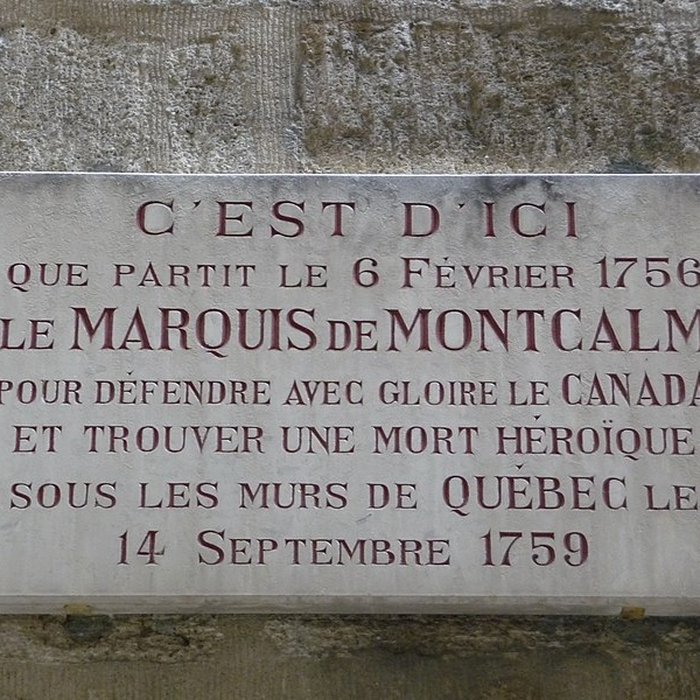 C'EST D'ICI
QUE PARTIT LE 6 FÉVRIER 1756
LE MARQUIS DE MONTCALM
POUR DÉFENDRE AVEC GLOIRE LE CANADA
ET TROUVER UNE MORT HÉROÏQUE
SOUS LES MURS DE QUÉBEC LE
14 SEPTEMBRE 1759